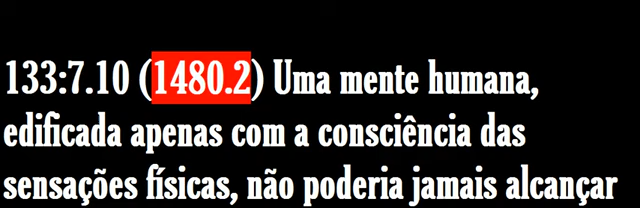 133:7.10 (1480.2) Uma mente humana,
edificada apenas com a consciência das
sensações físicas, não poderia jamais alcançar